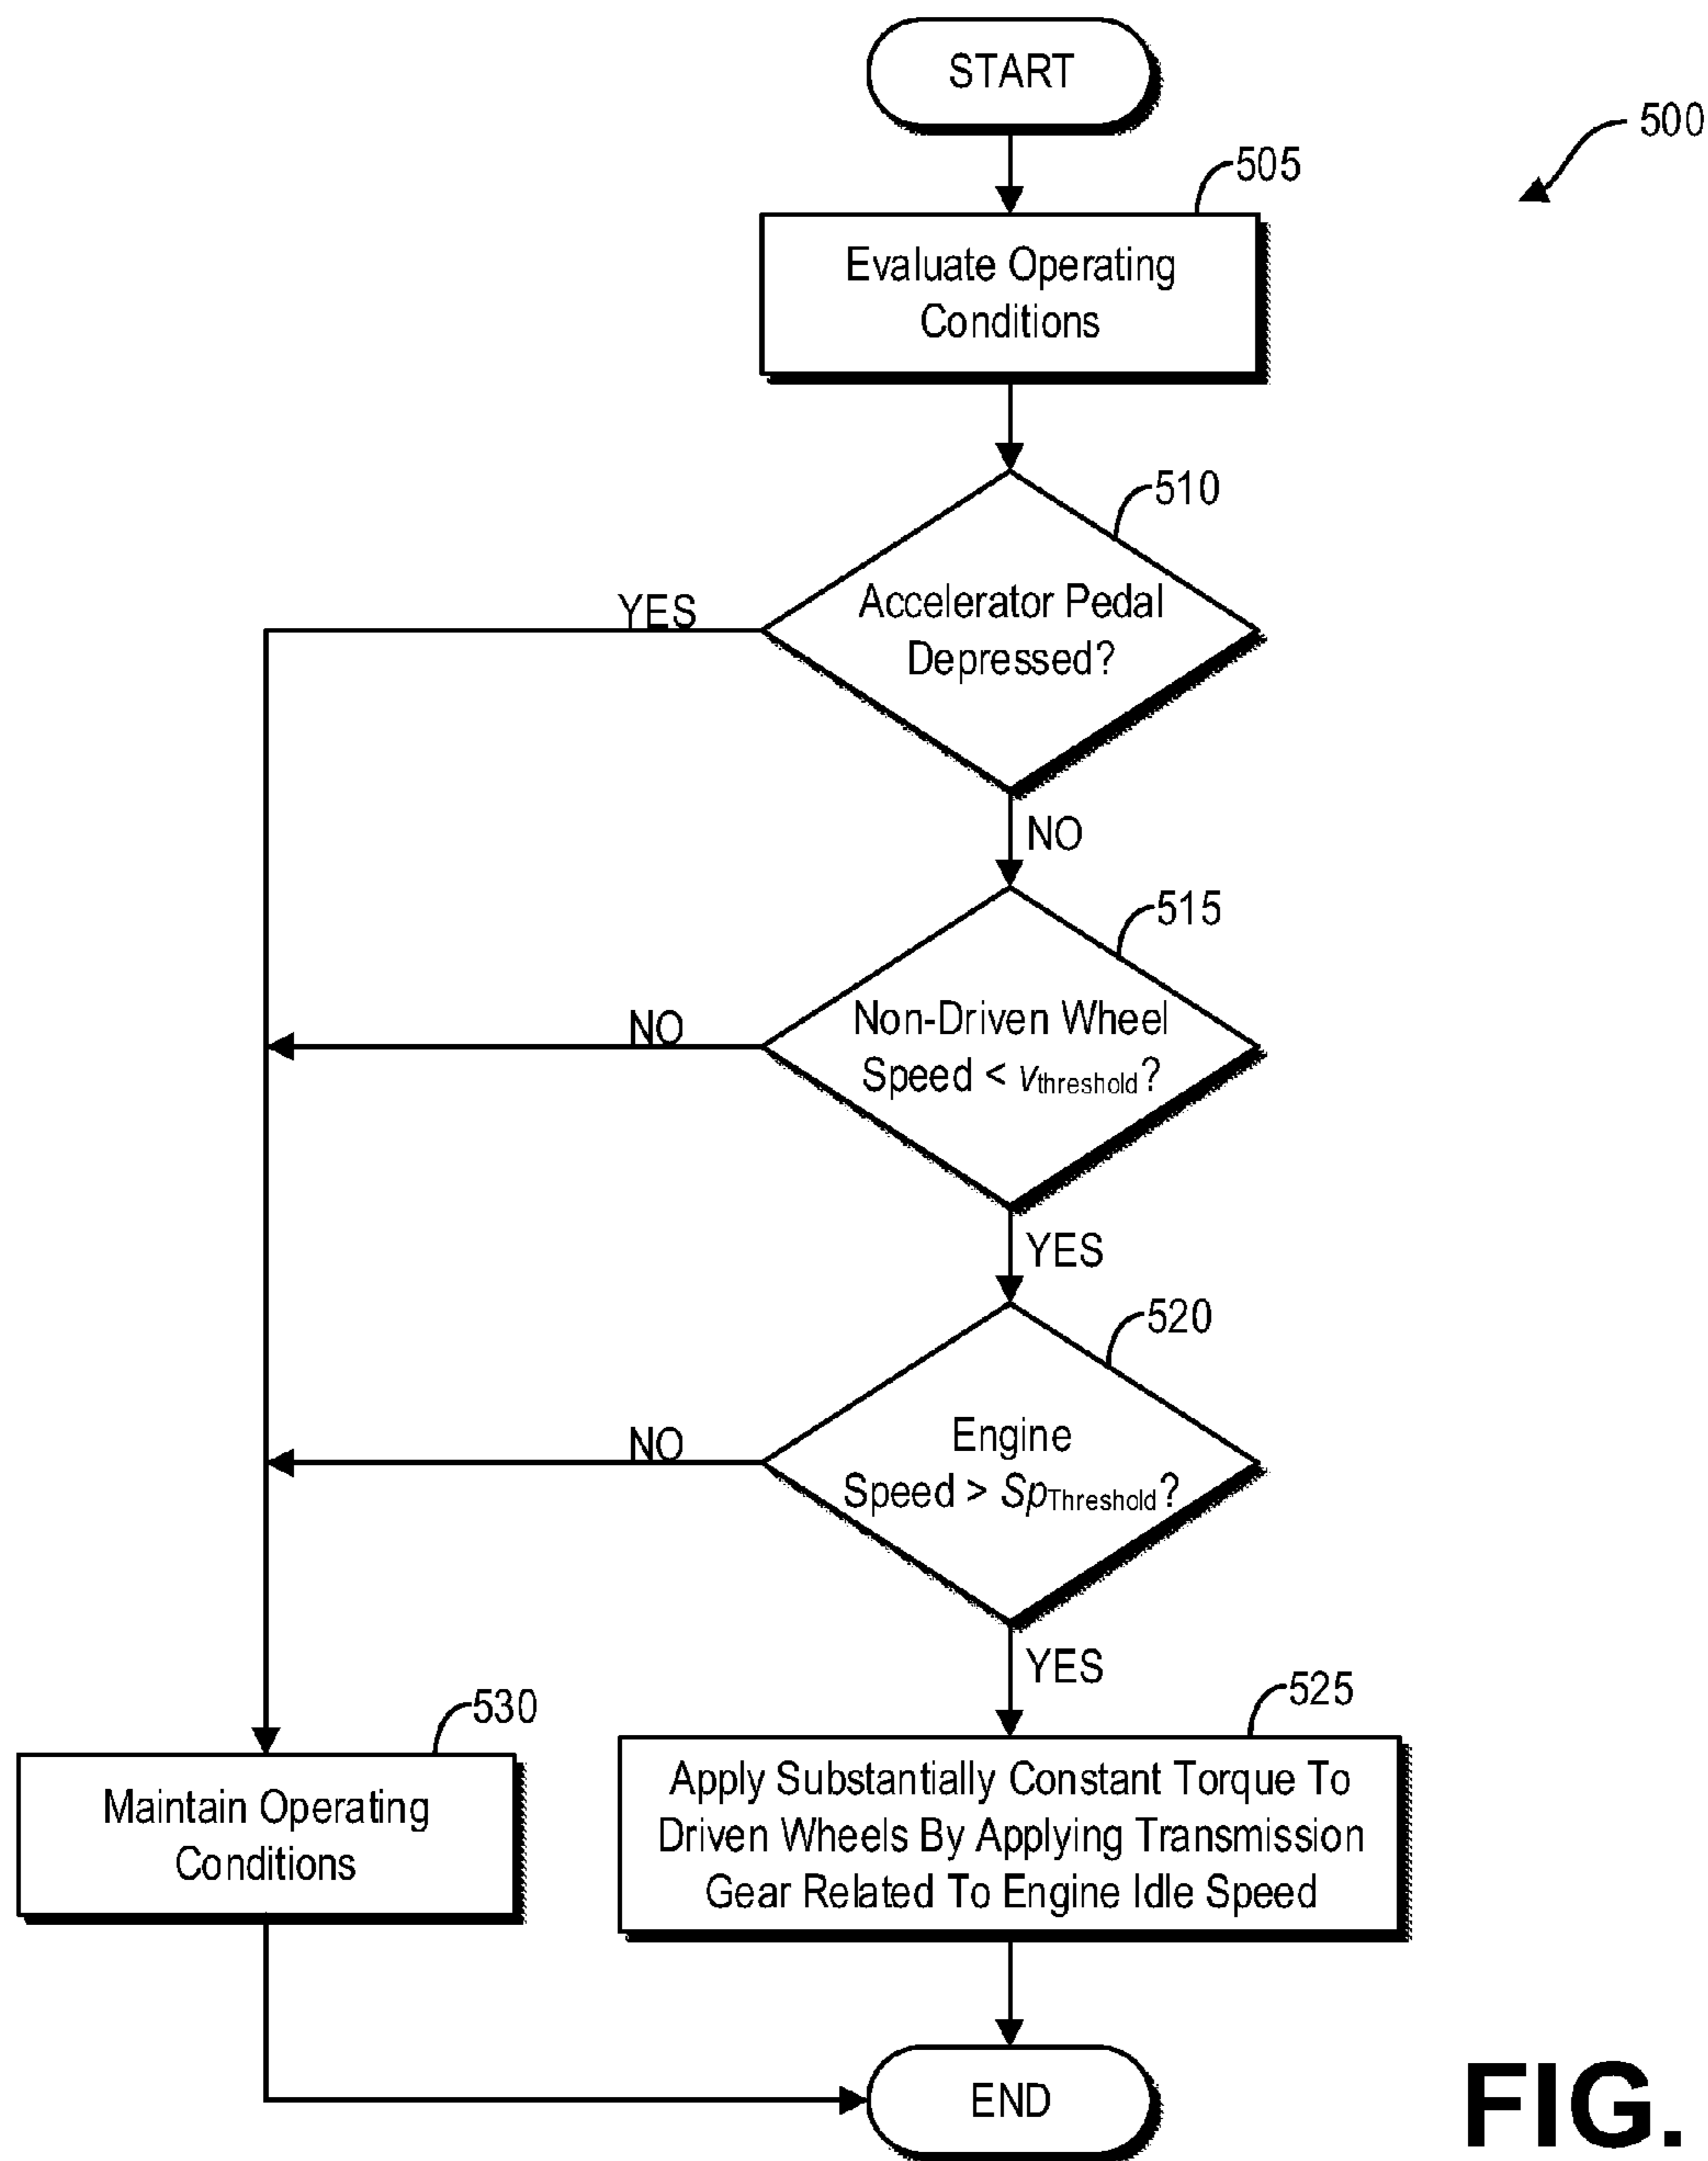 START
500
505
Evaluate Operating
Conditions
510
Accelerator Pedal
Depressed?
YES
NO
515
Non-Driven Wheel
Speed < vthreshold?
NO
YES
520
Engine
Speed > SpThreshold?
NO
YES
525
Apply Substantially Constant Torque To
Driven Wheels By Applying Transmission
Gear Related To Engine Idle Speed
530
Maintain Operating
Conditions
END
FIG.